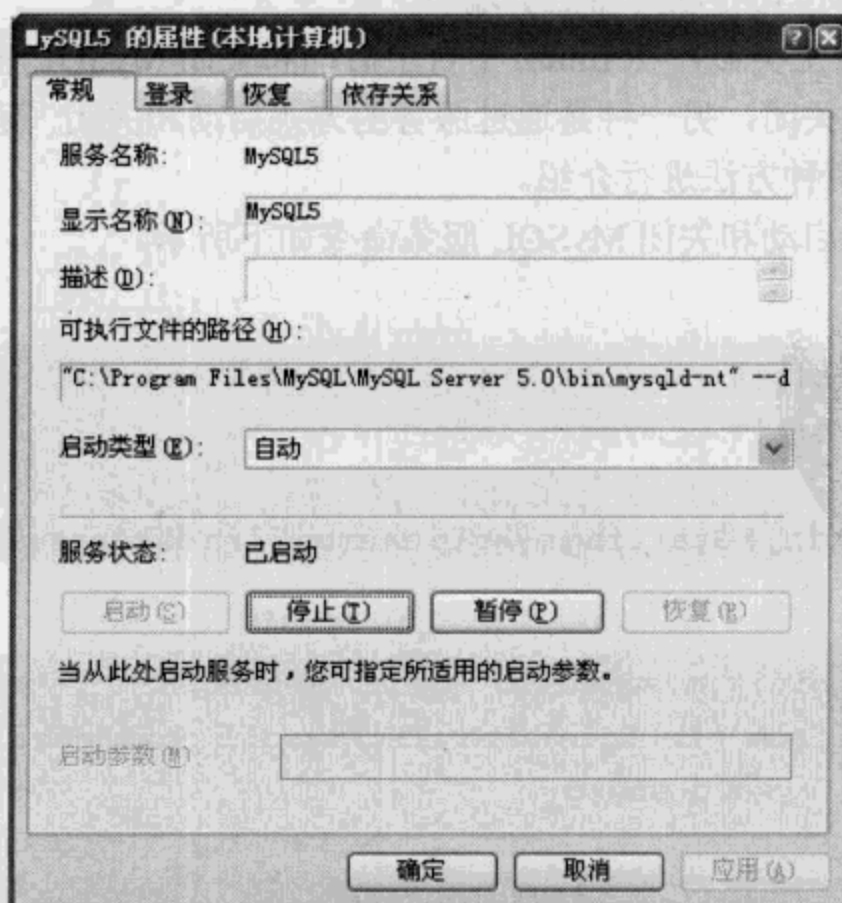 MySQL5 的属性(本地计算机)
常规 登录 恢复 依存关系
服务名称: MySQL5
显示名称(N): MySQL5
描述(D):
可执行文件的路径(H):
"C:\Program Files\MySQL\MySQL Server 5.0\bin\mysqld-nt" --d
启动类型(E): 自动
服务状态: 已启动
启动(S) 停止(T) 暂停(P) 恢复(R)
当从此处启动服务时，您可指定所适用的启动参数。
启动参数(M):
确定 取消 应用(A)